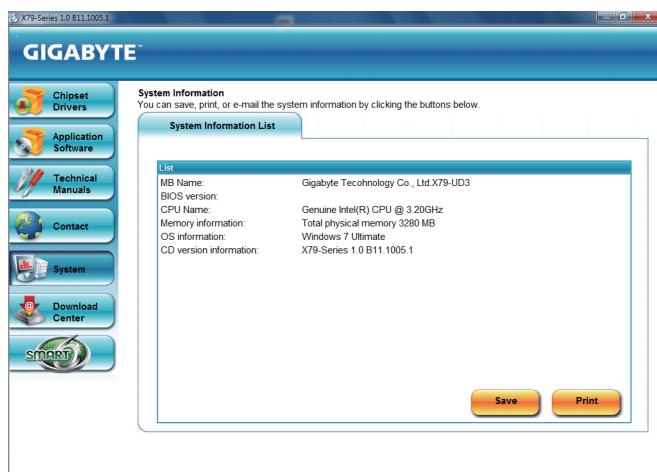 X79-Series 1.0 B11.1005.1
GIGABYTE™
Chipset
Drivers
Application
Software
Technical
Manuals
Contact
System
Download
Center
SMART6
System Information
You can save, print, or e-mail the system information by clicking the buttons below.
System Information List
List
MB Name: Gigabyte Tecohnology Co., Ltd.X79-UD3
BIOS version:
CPU Name: Genuine Intel(R) CPU @ 3.20GHz
Memory information: Total physical memory 3280 MB
OS information: Windows 7 Ultimate
CD version information: X79-Series 1.0 B11.1005.1
Save Print